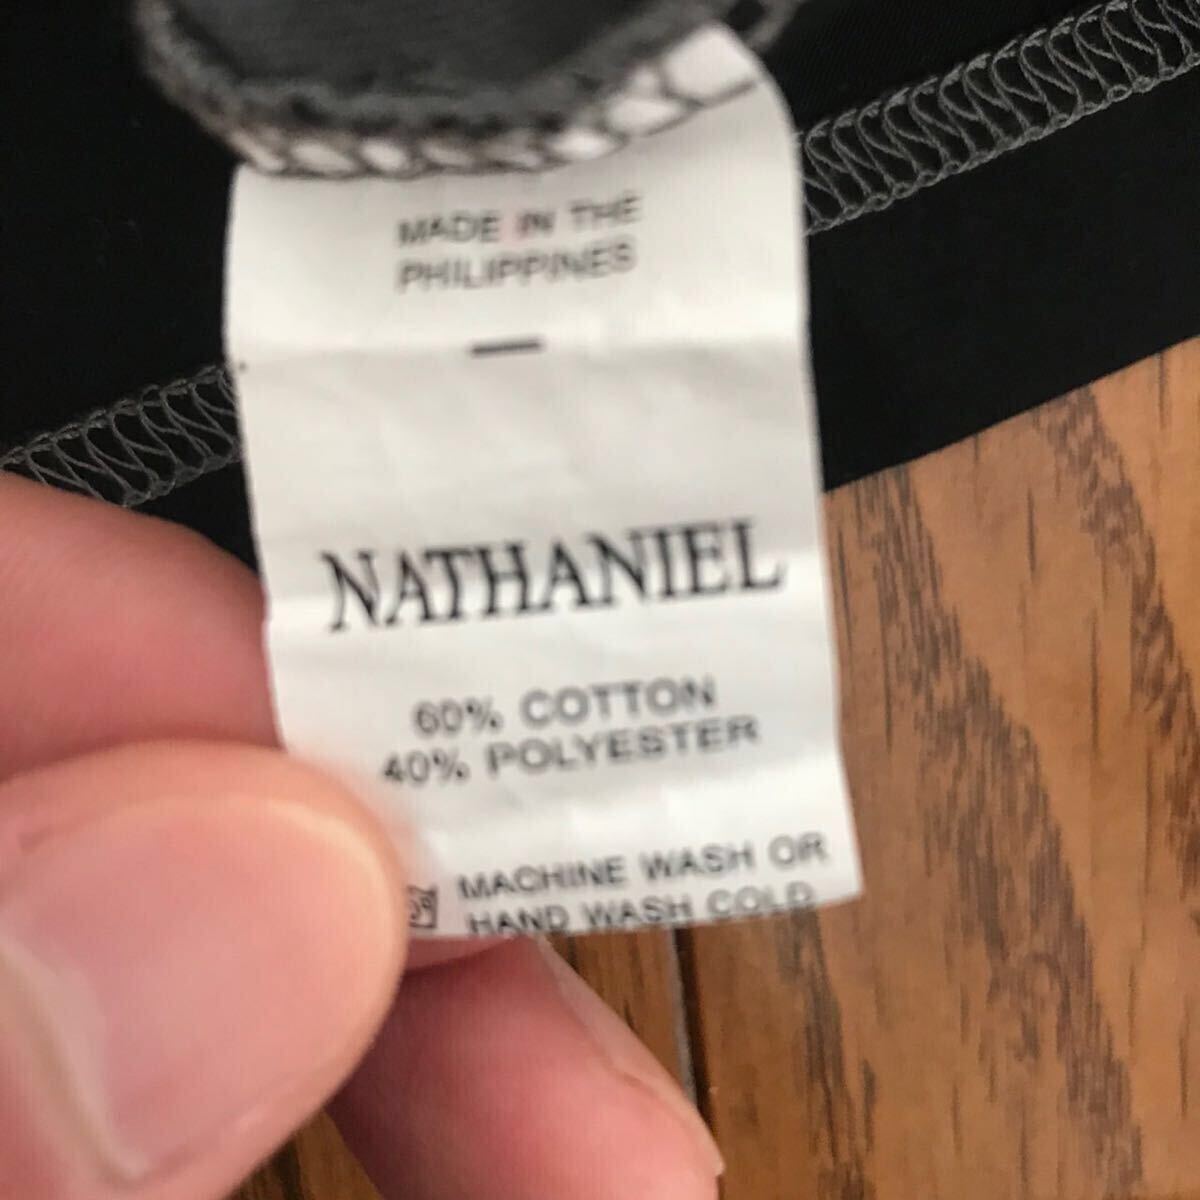 MADE IN THE
PHILIPPINES
NATHANIEL
60% COTTON
40% POLYESTER
MACHINE WASH OR
HAND WASH COLD